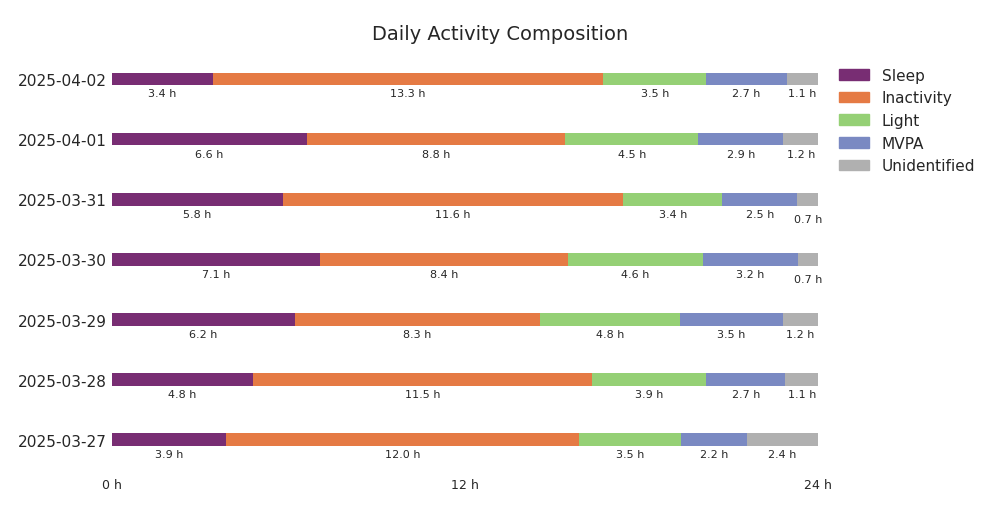 Daily Activity Composition
2025-04-02
3.4 h 13.3 h 3.5 h 2.7 h 1.1 h
2025-04-01
6.6 h 8.8 h 4.5 h 2.9 h 1.2 h
2025-03-31
5.8 h 11.6 h 3.4 h 2.5 h 0.7 h
2025-03-30
7.1 h 8.4 h 4.6 h 3.2 h 0.7 h
2025-03-29
6.2 h 8.3 h 4.8 h 3.5 h 1.2 h
2025-03-28
4.8 h 11.5 h 3.9 h 2.7 h 1.1 h
2025-03-27
3.9 h 12.0 h 3.5 h 2.2 h 2.4 h
0 h 12 h 24 h
Sleep
Inactivity
Light
MVPA
Unidentified